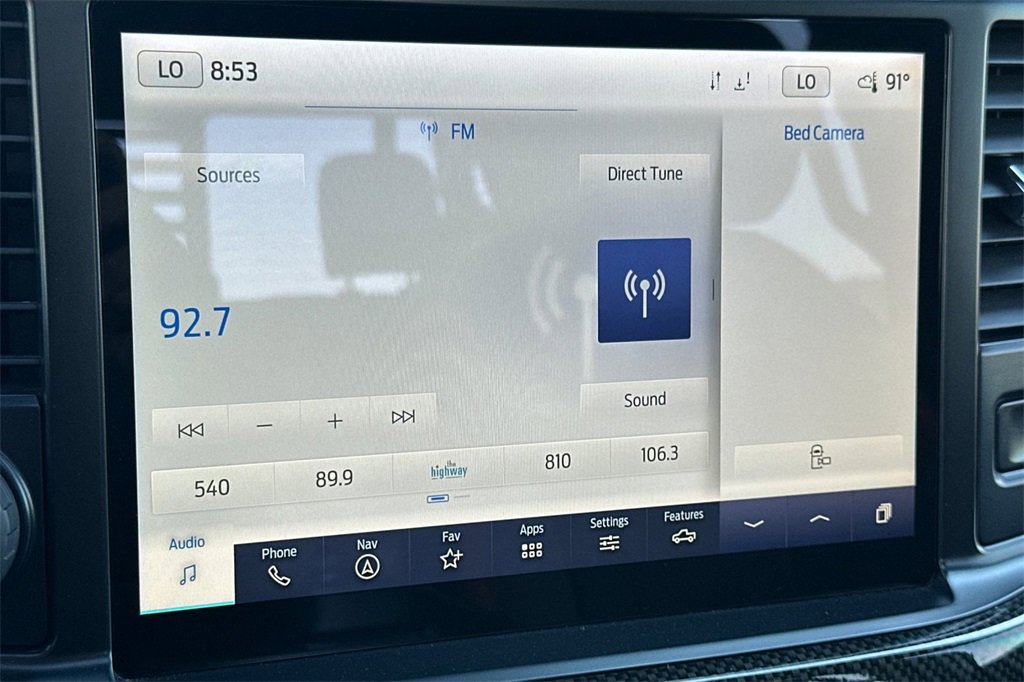 LO 8:53 LO 91°
FM
Bed Camera
Sources
Direct Tune
92.7
Sound
540 89.9 the highway 810 106.3
Audio Phone Nav Fav Apps Settings Features